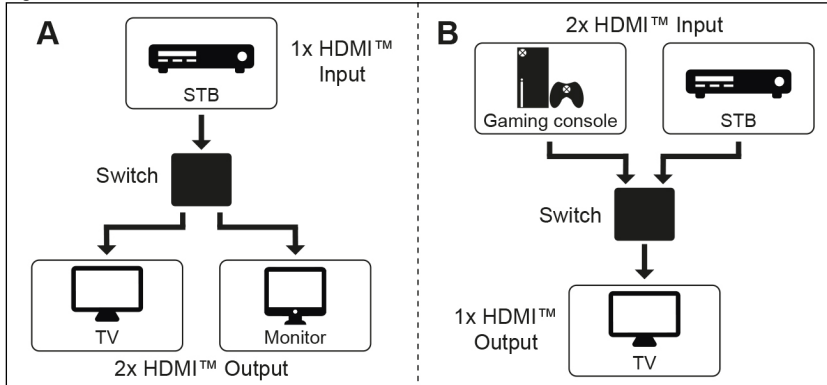 A
1x HDMI™
Input
STB
Switch
TV
Monitor
2x HDMI™ Output
B
2x HDMI™ Input
Gaming console
STB
Switch
1x HDMI™
Output
TV